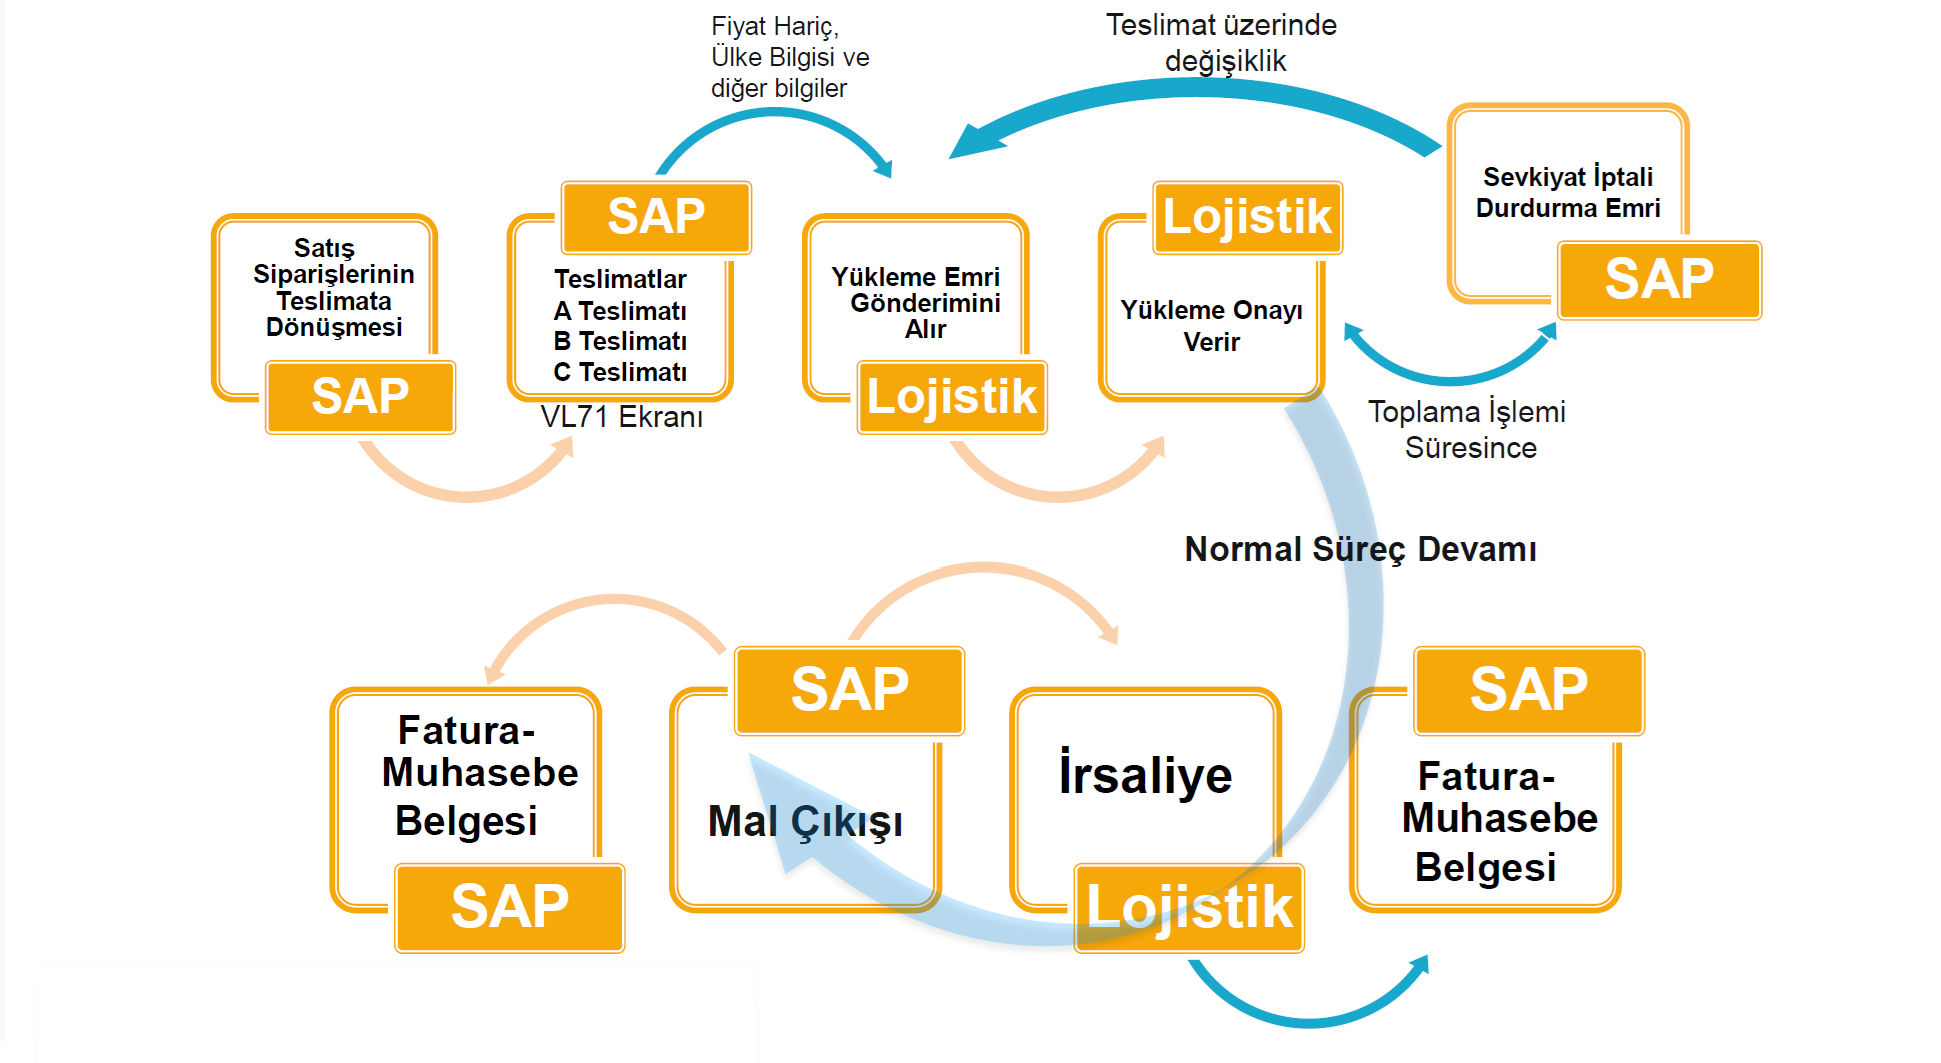 Fiyat Hariç,
Ülke Bilgisi ve
diğer bilgiler
Teslimat üzerinde
değişiklik
Satış
Siparişlerinin
Teslimata
Dönüşmesi
SAP
SAP
Teslimatlar
A Teslimatı
B Teslimatı
C Teslimatı
VL71 Ekranı
Yükleme Emri
Gönderimini
Alır
Lojistik
Lojistik
Yükleme Onayı
Verir
Sevkiyat İptali
Durdurma Emri
SAP
Toplama İşlemi
Süresince
Normal Süreç Devamı
Fatura-
Muhasebe
Belgesi
SAP
SAP
Mal Çıkışı
İrsaliye
Lojistik
SAP
Fatura-
Muhasebe
Belgesi